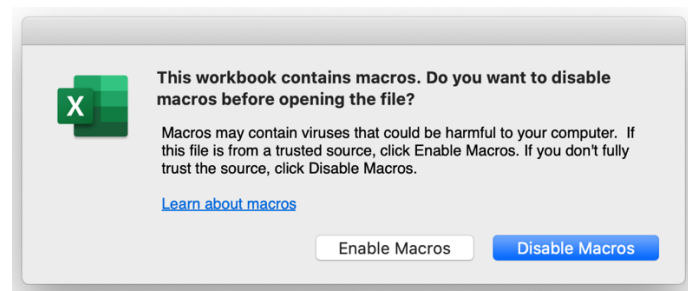 This workbook contains macros. Do you want to disable
macros before opening the file?
X
Macros may contain viruses that could be harmful to your computer.  If
this file is from a trusted source, click Enable Macros. If you don't fully
trust the source, click Disable Macros.
Learn about macros
Enable Macros
Disable Macros